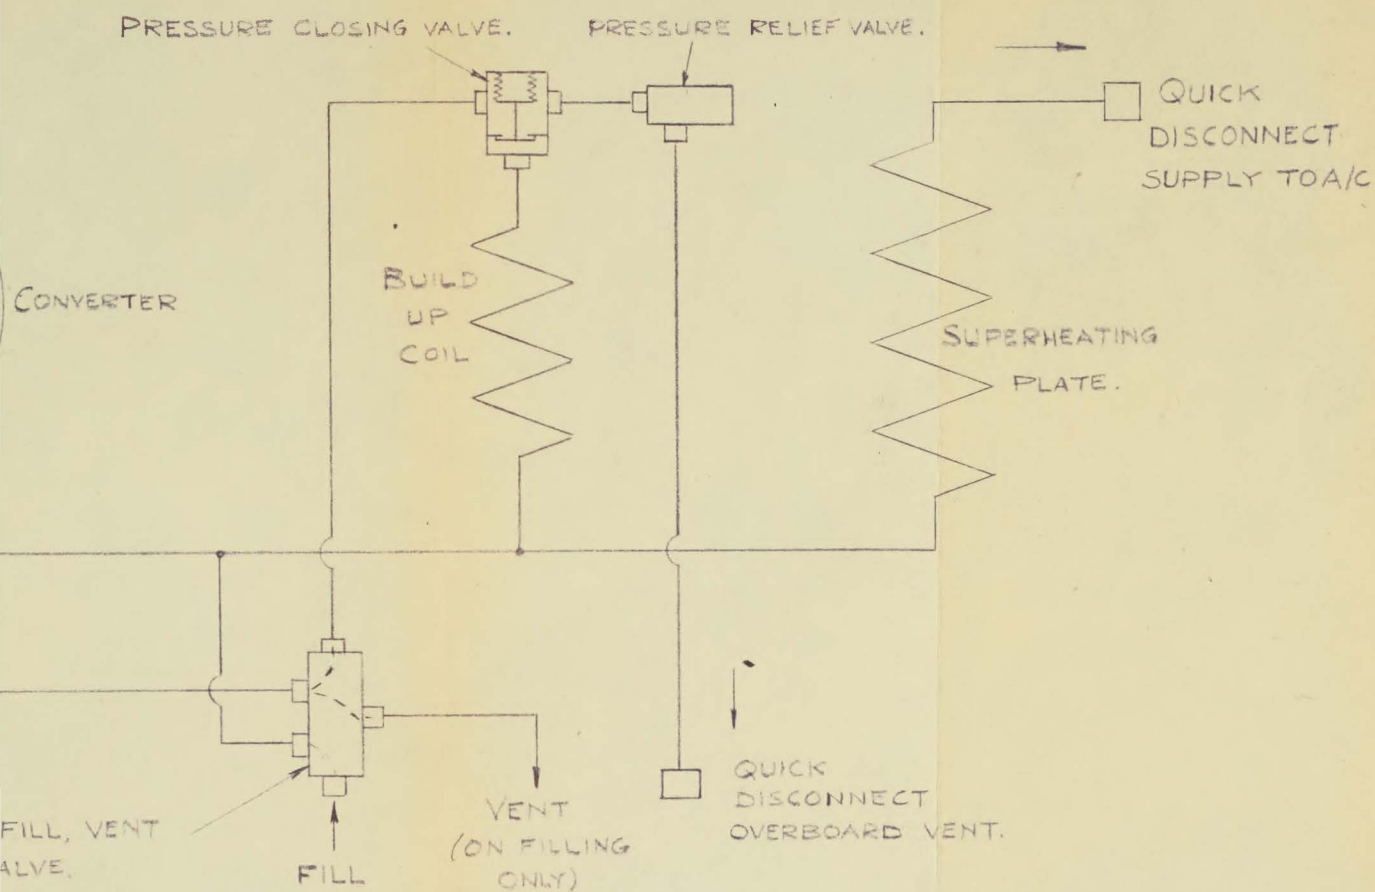 PRESSURE CLOSING VALVE.
PRESSURE RELIEF VALVE.
QUICK
DISCONNECT
SUPPLY TO A/C
CONVERTER
BUILD
UP
COIL
SUPERHEATING
PLATE.
FILL, VENT
ALVE.
FILL
VENT
(ON FILLING
ONLY)
QUICK
DISCONNECT
OVERBOARD VENT.